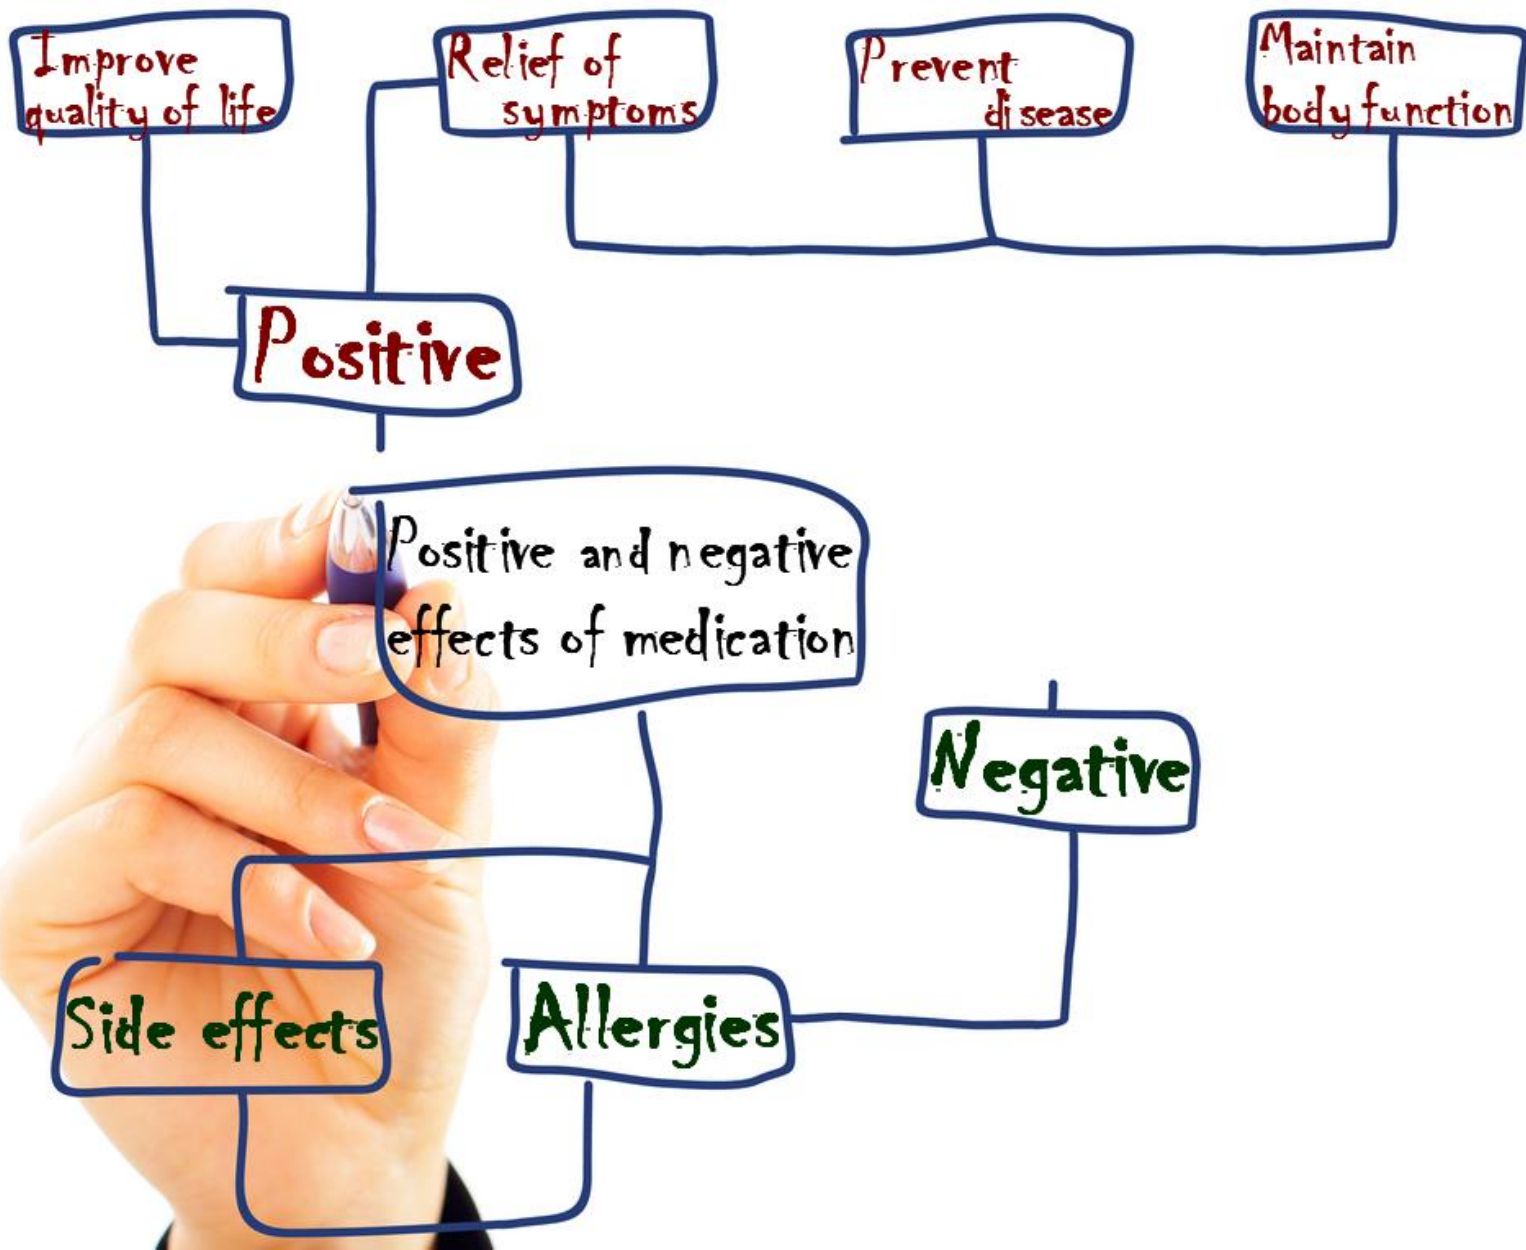 Improve
quality of life
Relief of
symptoms
Prevent
disease
Maintain
body function
Positive
Positive and negative
effects of medication
Negative
Side effects
Allergies